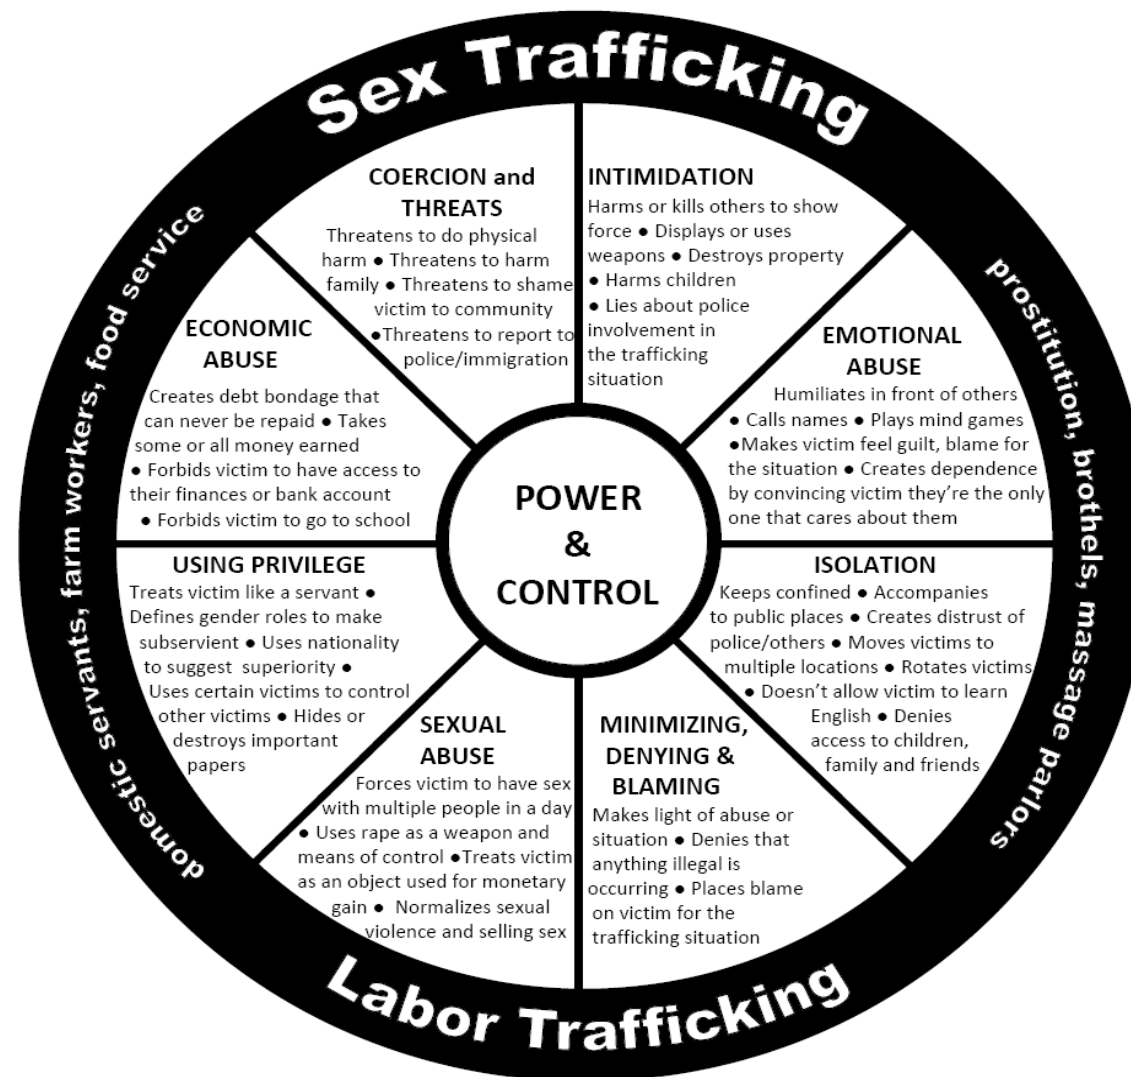 Sex Trafficking
COERCION and
THREATS
Threatens to do physical
harm ● Threatens to harm
family ● Threatens to shame
victim to community
●Threatens to report to
police/immigration
INTIMIDATION
Harms or kills others to show
force ● Displays or uses
weapons ● Destroys property
● Harms children
● Lies about police
involvement in
the trafficking
situation
EMOTIONAL
ABUSE
Humiliates in front of others
● Calls names ● Plays mind games
●Makes victim feel guilt, blame for
the situation ● Creates dependence
by convincing victim they're the only
one that cares about them
ISOLATION
Keeps confined ● Accompanies
to public places ● Creates distrust of
police/others ● Moves victims to
multiple locations ● Rotates victims
● Doesn't allow victim to learn
English ● Denies
access to children,
family and friends
MINIMIZING,
DENYING &
BLAMING
Makes light of abuse or
situation ● Denies that
anything illegal is
occurring ● Places blame
on victim for the
trafficking situation
SEXUAL
ABUSE
Forces victim to have sex
with multiple people in a day
● Uses rape as a weapon and
means of control ●Treats victim
as an object used for monetary
gain ● Normalizes sexual
violence and selling sex
USING PRIVILEGE
Treats victim like a servant ●
Defines gender roles to make
subservient ● Uses nationality
to suggest superiority ●
Uses certain victims to control
other victims ● Hides or
destroys important
papers
ECONOMIC
ABUSE
Creates debt bondage that
can never be repaid ● Takes
some or all money earned
● Forbids victim to have access to
their finances or bank account
● Forbids victim to go to school
POWER
&
CONTROL
prostitution, brothels, massage parlors
domestic servants, farm workers, food service
Labor Trafficking